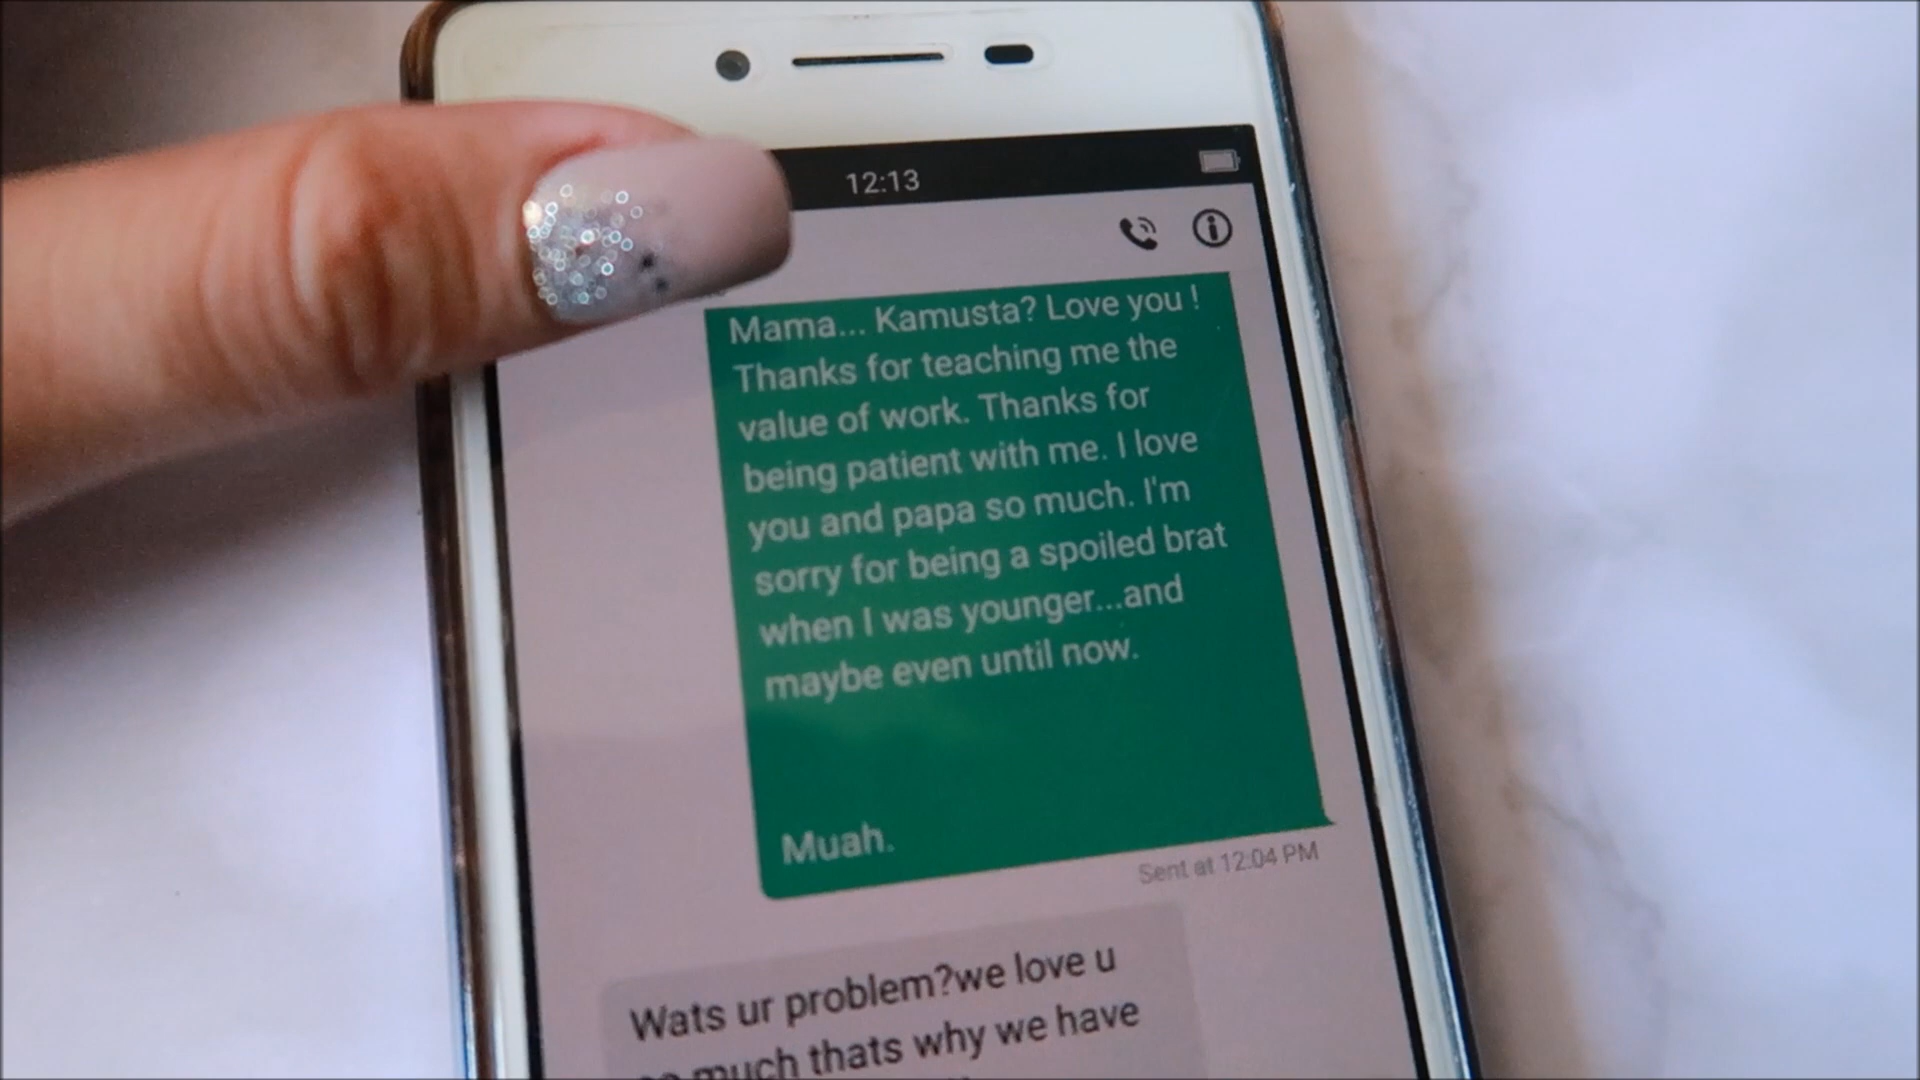 12:13
Mama... Kamusta? Love you !
Thanks for teaching me the
value of work. Thanks for
being patient with me. I love
you and papa so much. I'm
sorry for being a spoiled brat
when I was younger...and
maybe even until now.
Muah.
Sent at 12:04 PM
Wats ur problem?we love u
much thats why we have